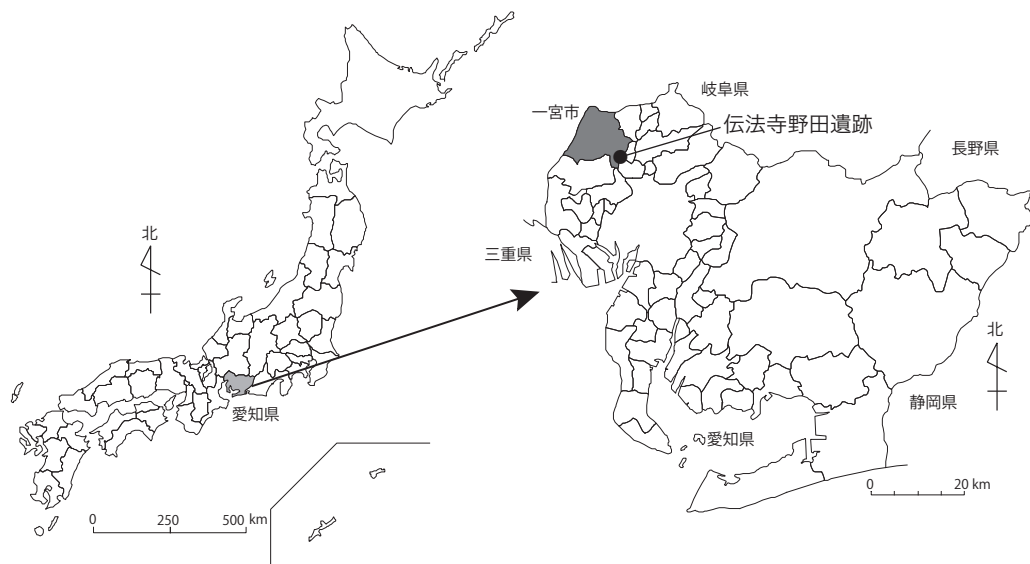 北
愛知県
0 250 500 km
岐阜県
一宮市
伝法寺野田遺跡
長野県
三重県
北
静岡県
愛知県
0 20 km